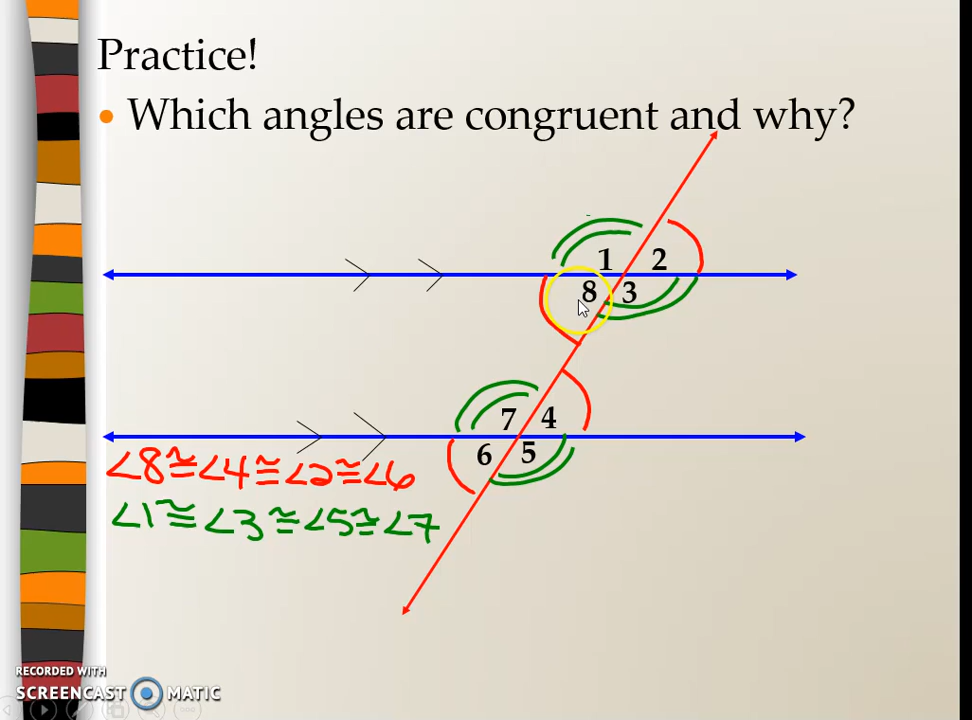 Practice!
• Which angles are congruent and why?
1 2
8 3
7 4
6 5
∠8≅∠4≅∠2≅∠6
∠1≅∠3≅∠5≅∠7
RECORDED WITH
SCREENCAST MATIC